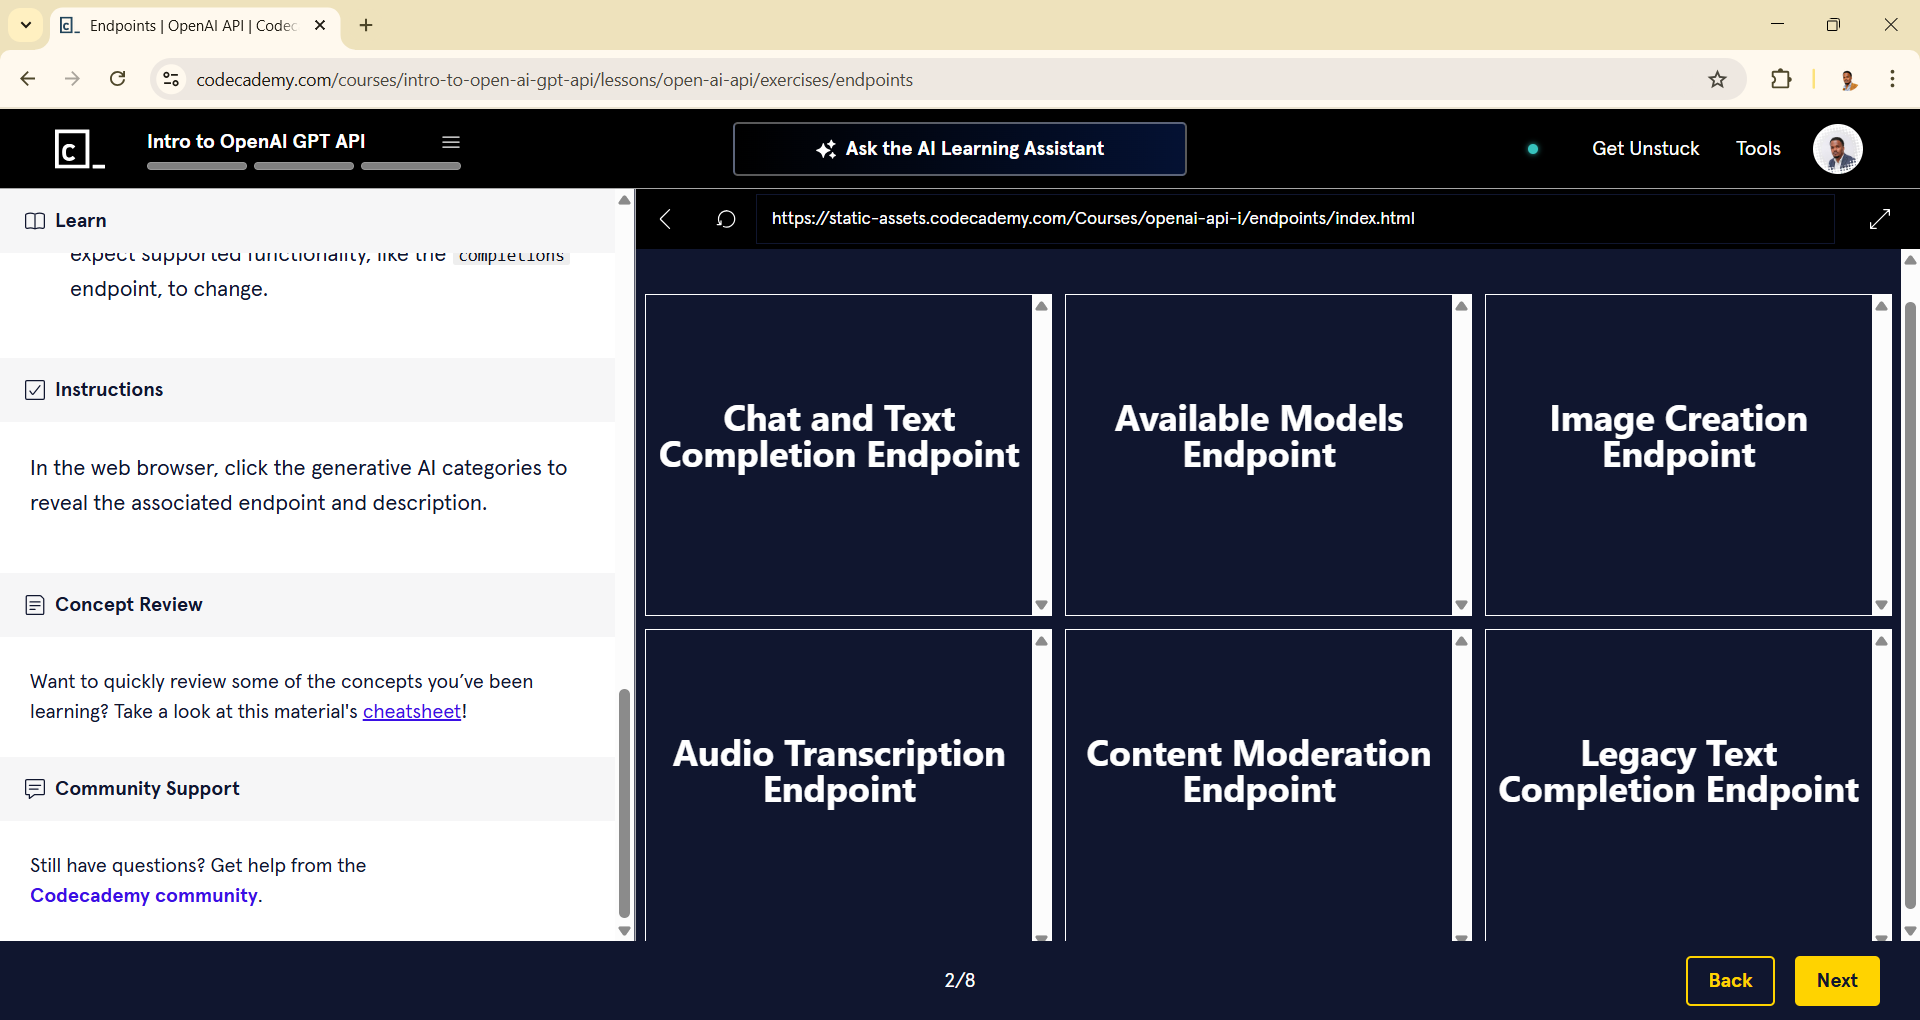 Endpoints | OpenAI API | Codec
codecademy.com/courses/intro-to-open-ai-gpt-api/lessons/open-ai-api/exercises/endpoints
Intro to OpenAI GPT API
Ask the AI Learning Assistant
Get Unstuck
Tools
Learn
expect supported functionality, like the completions
endpoint, to change.
Instructions
In the web browser, click the generative AI categories to
reveal the associated endpoint and description.
Concept Review
Want to quickly review some of the concepts you’ve been
learning? Take a look at this material's cheatsheet!
Community Support
Still have questions? Get help from the
Codecademy community.
https://static-assets.codecademy.com/Courses/openai-api-i/endpoints/index.html
Chat and Text
Completion Endpoint
Available Models
Endpoint
Image Creation
Endpoint
Audio Transcription
Endpoint
Content Moderation
Endpoint
Legacy Text
Completion Endpoint
2/8
Back
Next